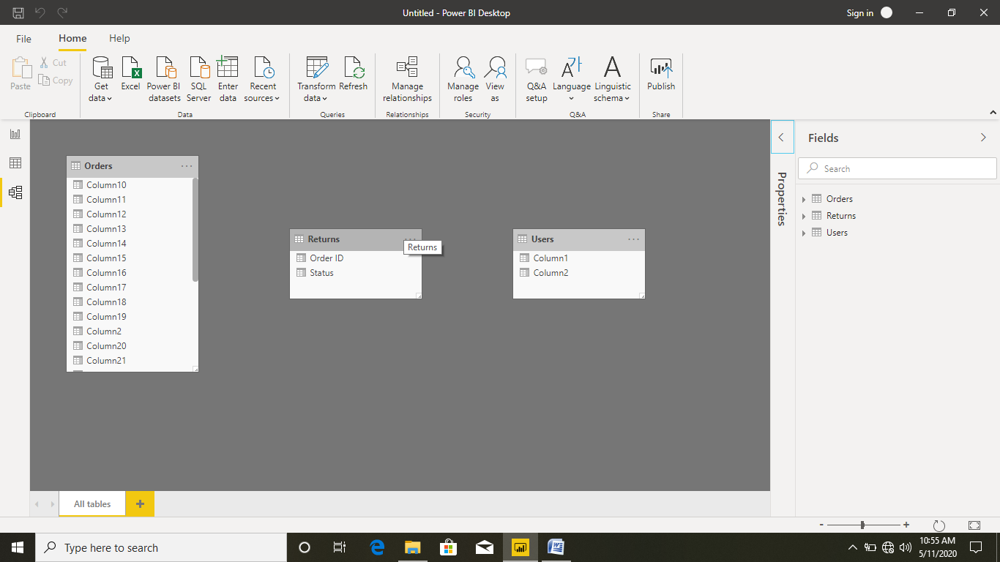 Untitled - Power BI Desktop
Sign in
File
Home
Help
Paste
Cut
Copy
Clipboard
Get data
Excel
Power BI datasets
SQL Server
Enter data
Recent sources
Data
Transform data
Refresh
Queries
Manage relationships
Relationships
Manage roles
View as
Security
Q&A setup
Language
Linguistic schema
Q&A
Publish
Share
Orders
Column10
Column11
Column12
Column13
Column14
Column15
Column16
Column17
Column18
Column19
Column2
Column20
Column21
Returns
Returns
Order ID
Status
Users
Column1
Column2
Properties
Fields
Search
Orders
Returns
Users
All tables
Type here to search
10:55 AM
5/11/2020